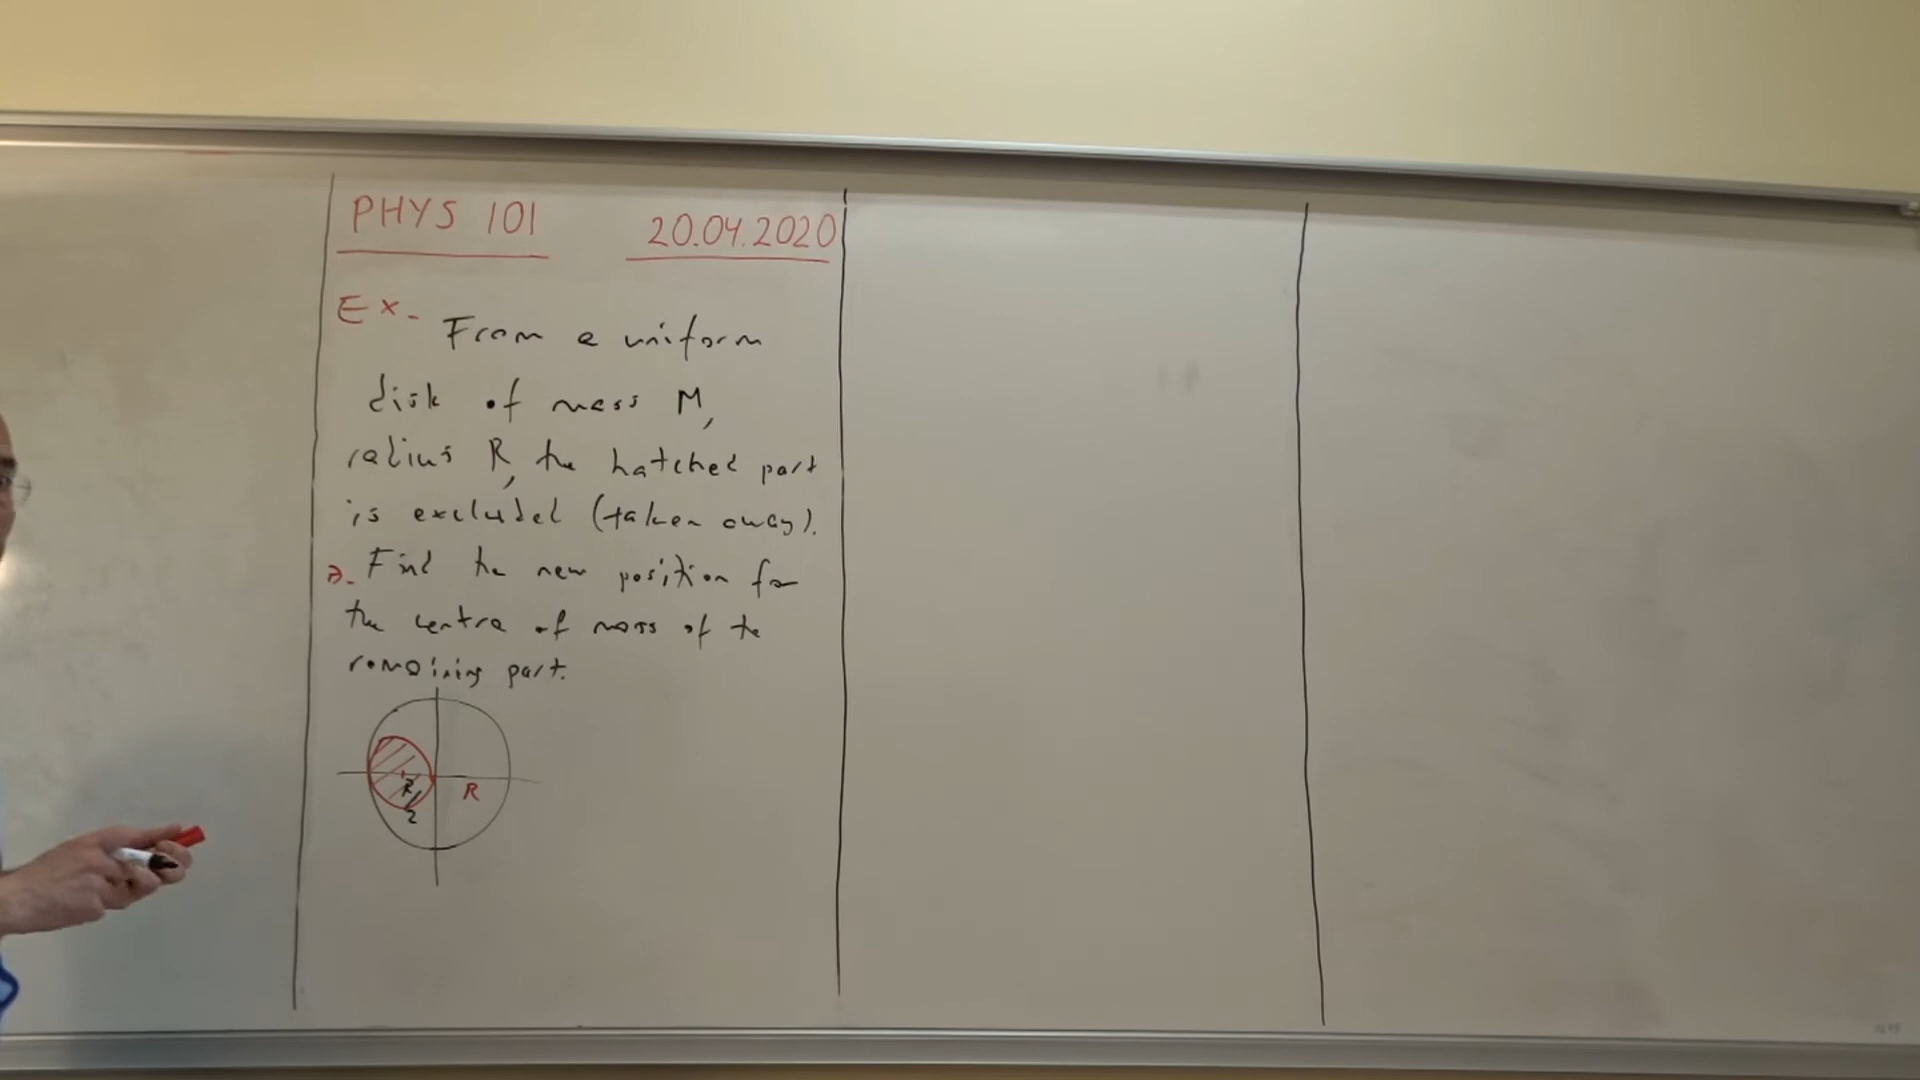 PHYS 101 20.04.2020
Ex- From a uniform
disk of mass M,
radius R, the hatched part
is excluded (taken away).
a- Find the new position for
the centre of mass of the
remaining part.
R
R/2